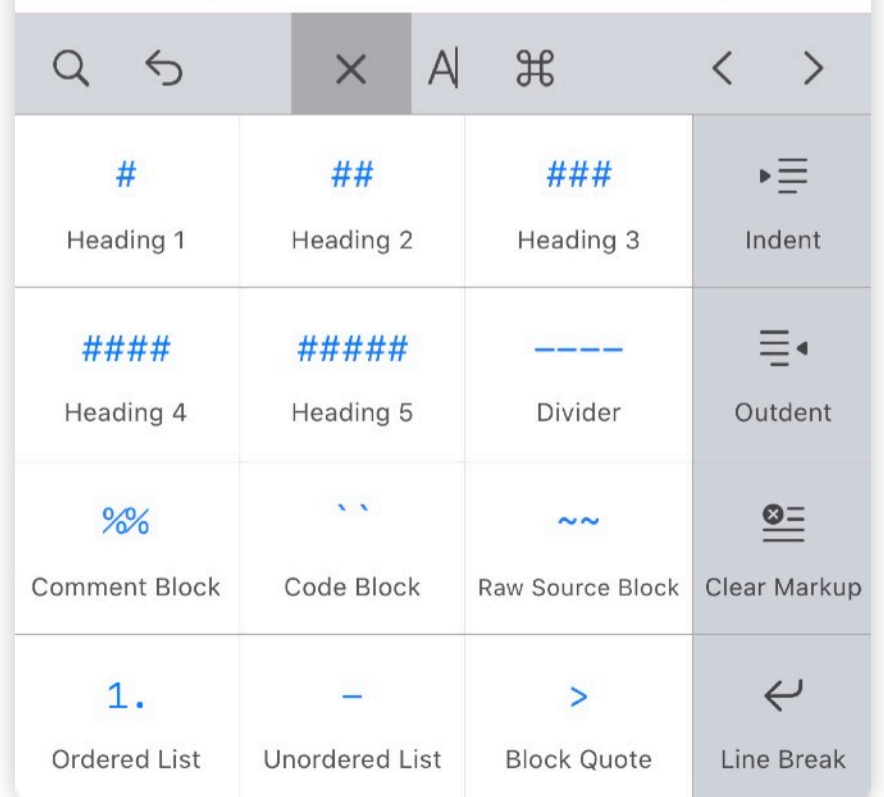 A
# ## ###
Heading 1 Heading 2 Heading 3 Indent
#### ##### ----
Heading 4 Heading 5 Divider Outdent
%% `` ~~
Comment Block Code Block Raw Source Block Clear Markup
1. - >
Ordered List Unordered List Block Quote Line Break